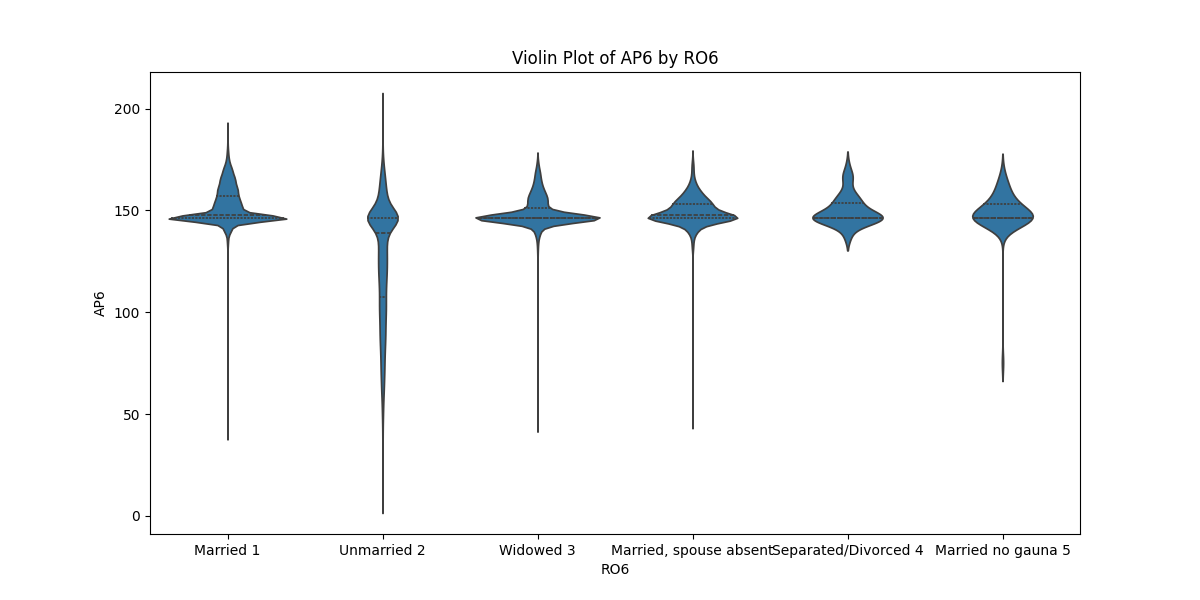 Violin Plot of AP6 by RO6
200
150
100
50
0
AP6
Married 1
Unmarried 2
Widowed 3
Married, spouse absent
Separated/Divorced 4
Married no gauna 5
RO6